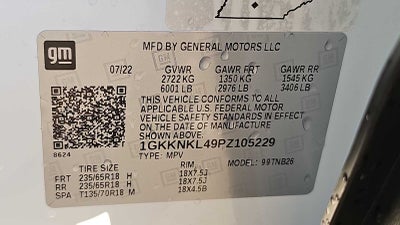 gm
MFD BY GENERAL MOTORS LLC
07/22 GVWR GAWR FRT GAWR RR
2722 KG 1350 KG 1545 KG
6001 LB 2976 LB 3406 LB
THIS VEHICLE CONFORMS TO ALL
APPLICABLE U.S. FEDERAL MOTOR
VEHICLE SAFETY STANDARDS IN EFFECT
ON THE DATE OF MANUFACTURE
SHOWN ABOVE.
1GKKNKL49PZ105229
8624 TYPE: MPV MODEL: 99TNB26
TIRE SIZE RIM
FRT 235/65R18 H 18X7.5J
RR 235/65R18 H 18X7.5J
SPA T135/70R18 M 18X4.5B